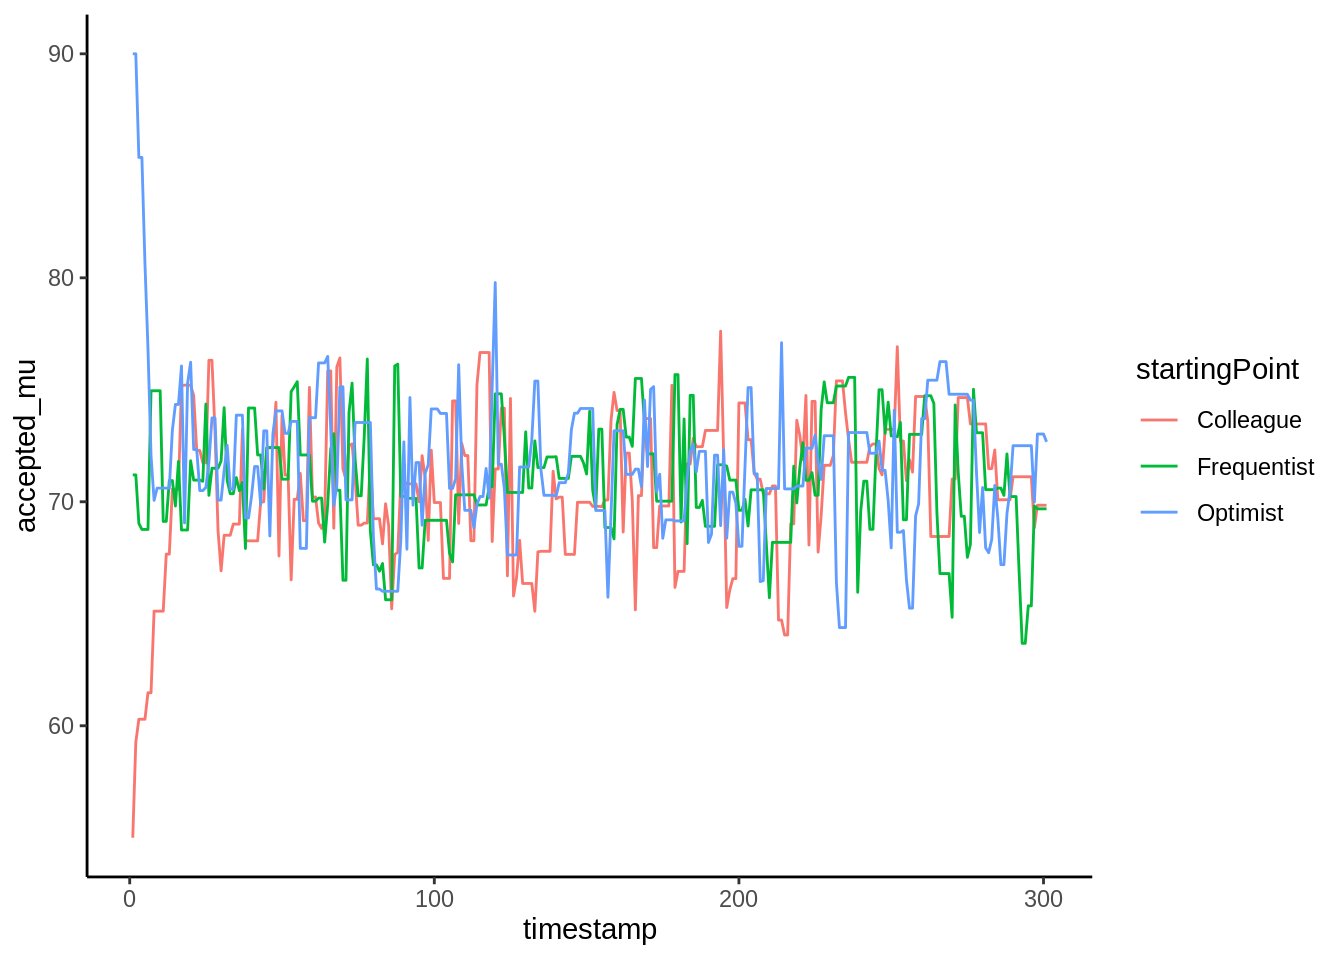 90
80
70
60
accepted_mu
0
100
200
300
timestamp
startingPoint
Colleague
Frequentist
Optimist